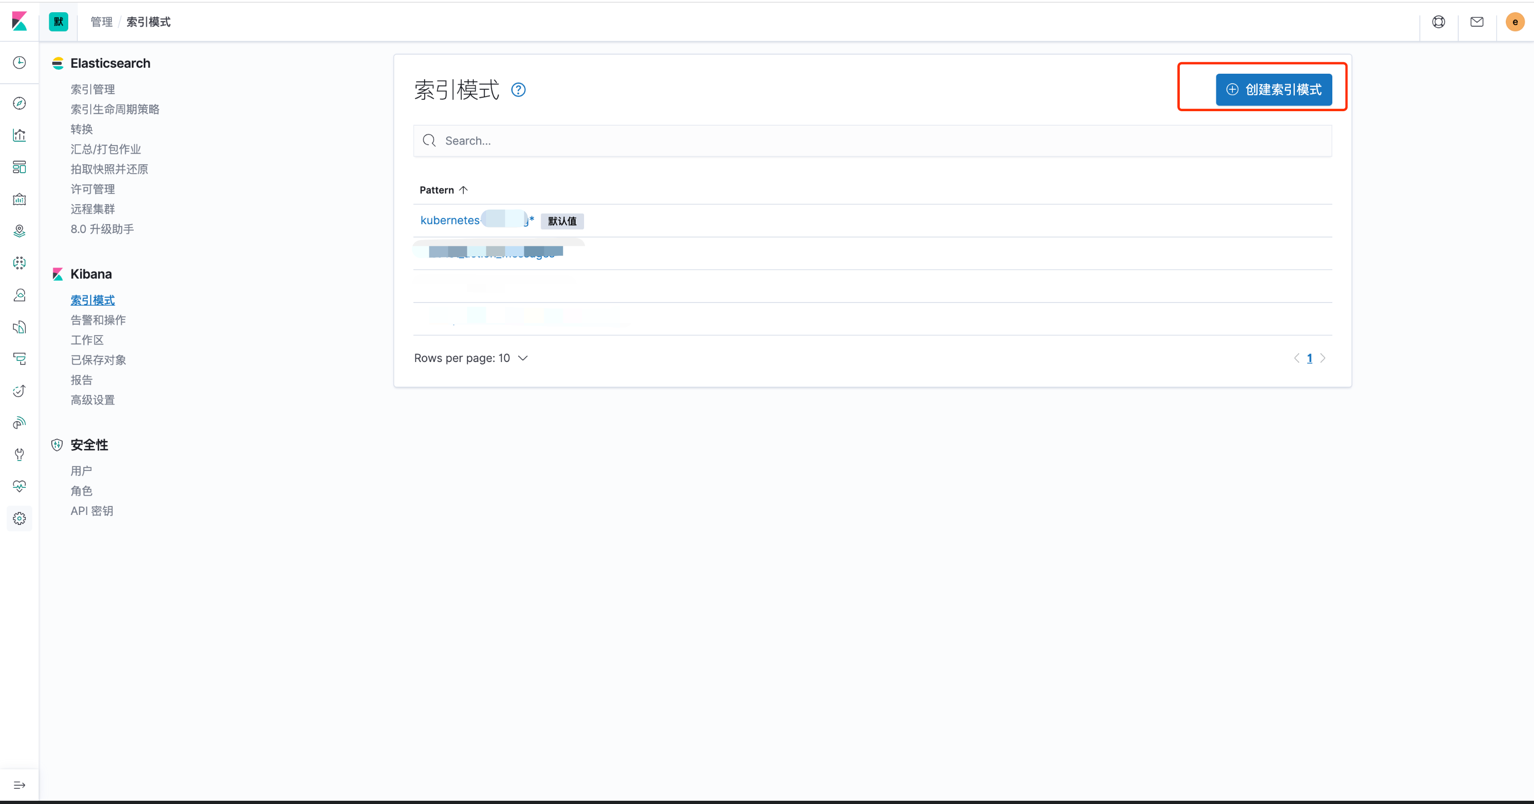 默
管理 / 索引模式
e
Elasticsearch
索引管理
索引生命周期策略
转换
汇总/打包作业
拍取快照并还原
许可管理
远程集群
8.0 升级助手
Kibana
索引模式
告警和操作
工作区
已保存对象
报告
高级设置
安全性
用户
角色
API 密钥
索引模式
创建索引模式
Search...
Pattern
kubernetes * 默认值
Rows per page: 10
1